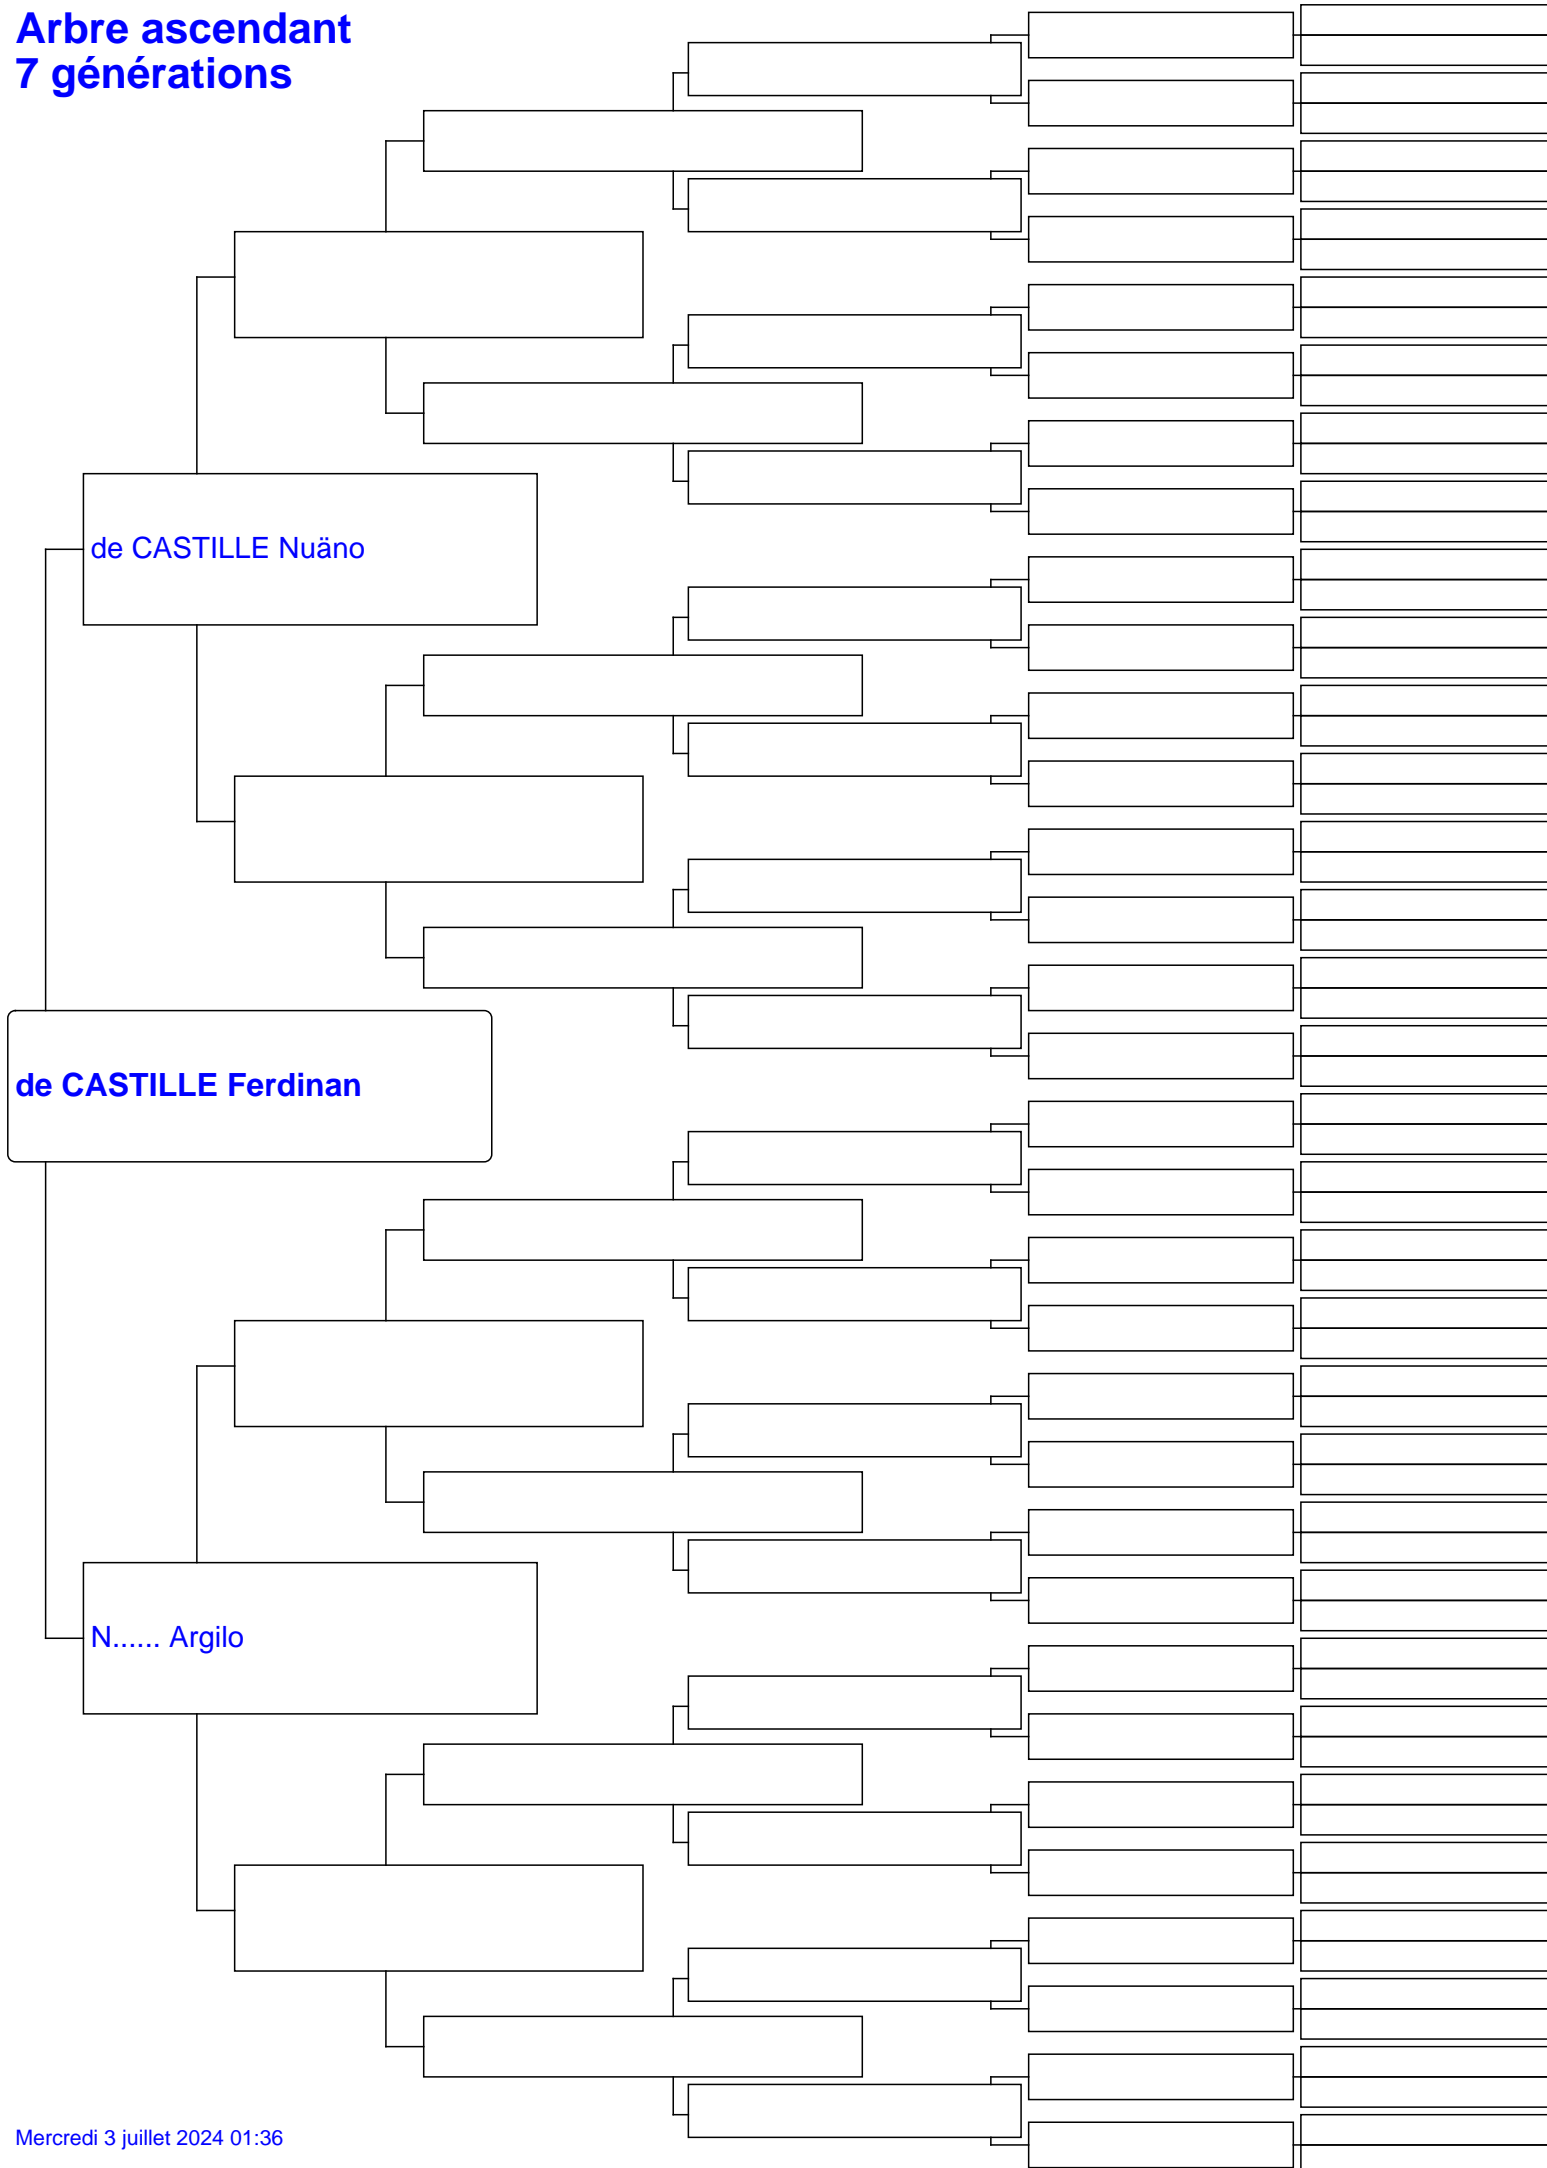 Arbre ascendant
7 générations
de CASTILLE Nuäno
de CASTILLE Ferdinan
N...... Argilo
Mercredi 3 juillet 2024 01:36